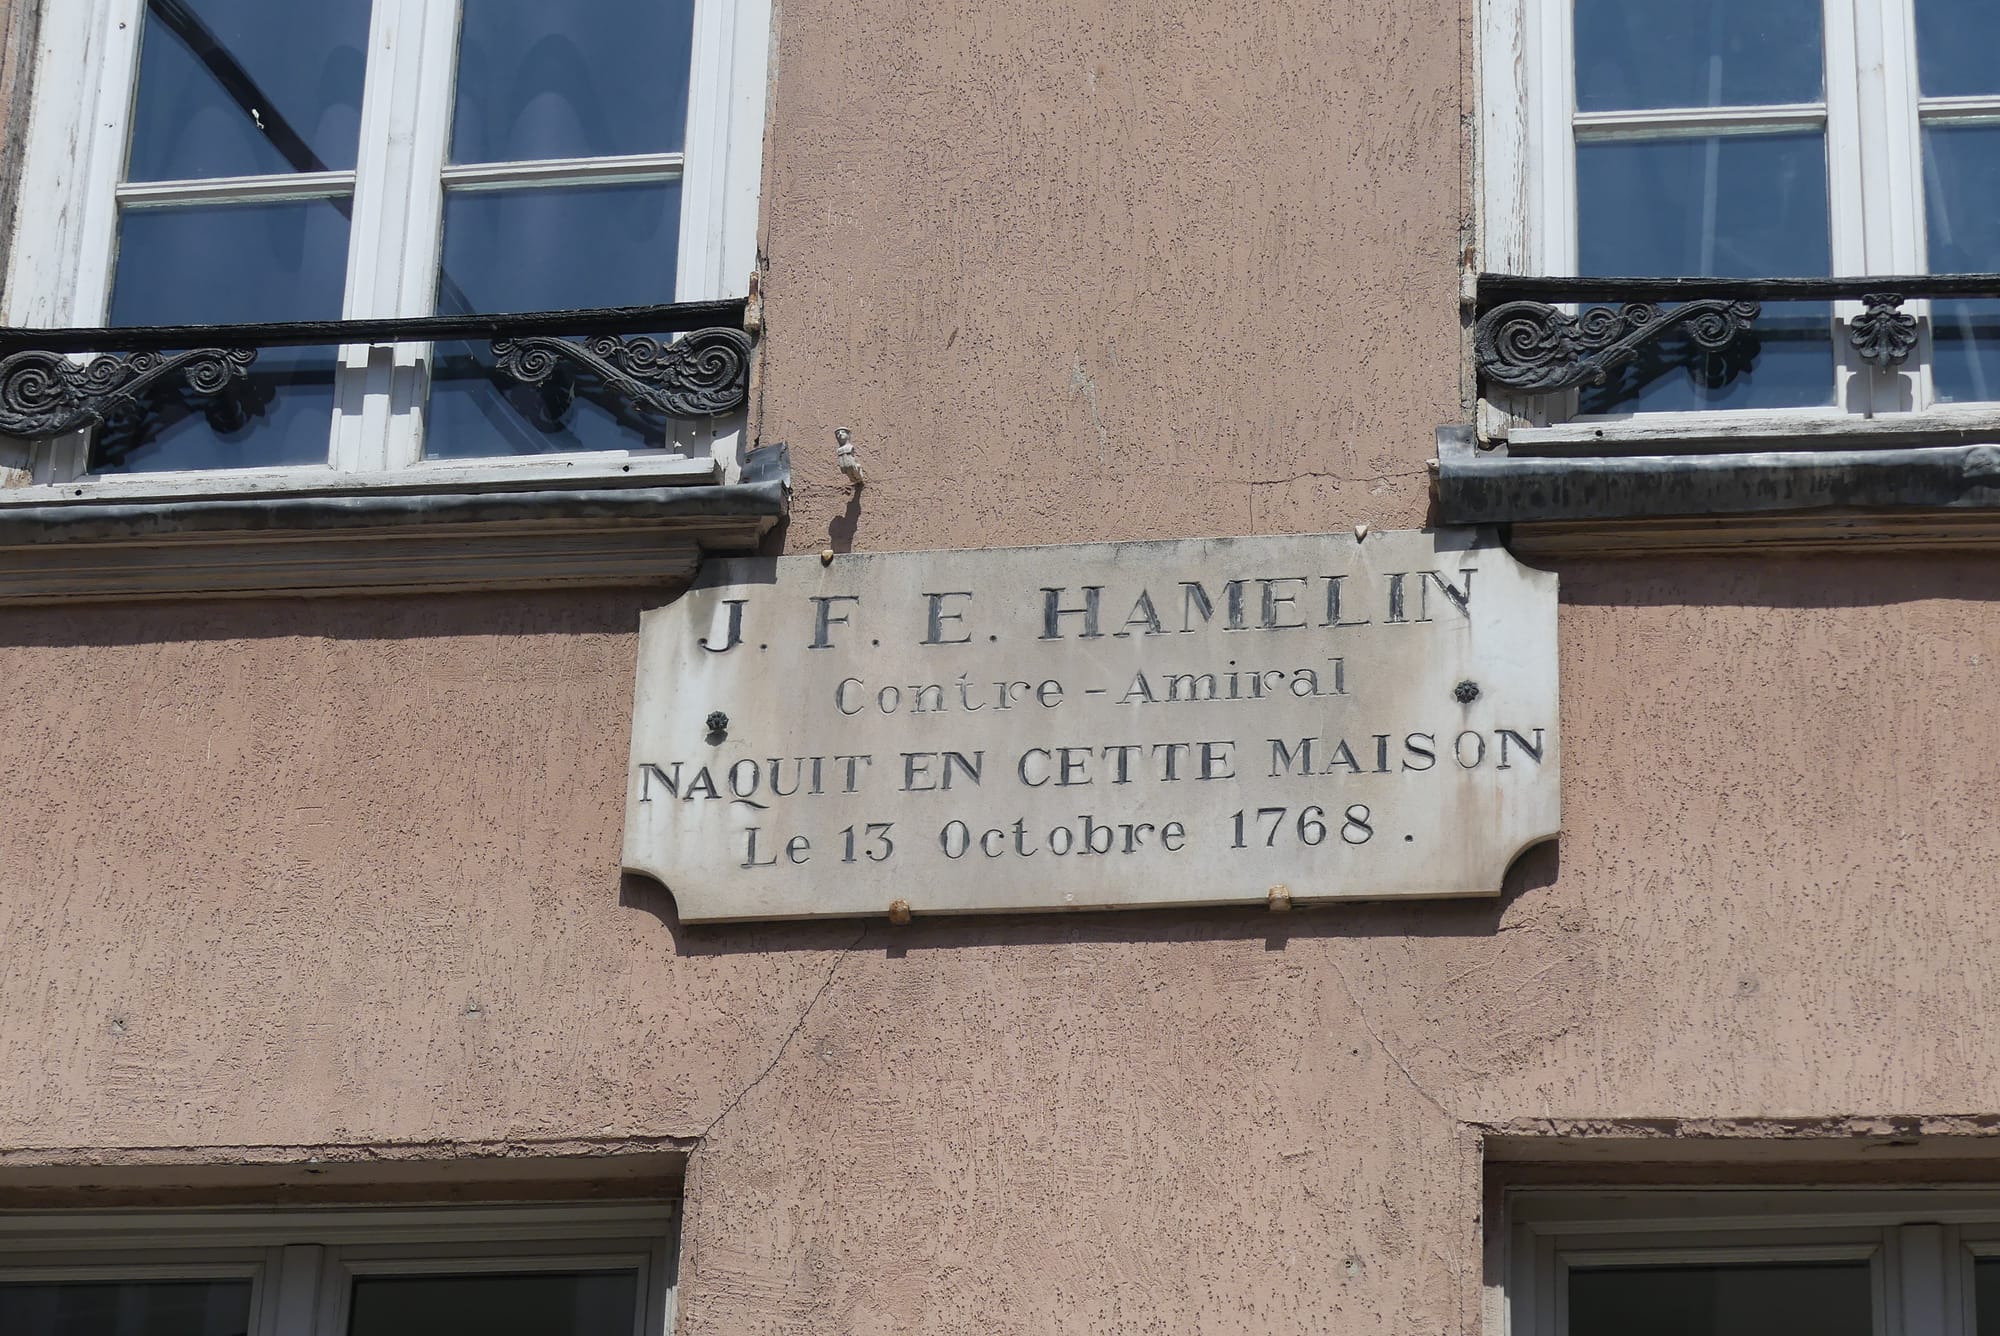 J. F. E. HAMELIN
Contre-Amiral
NAQUIT EN CETTE MAISON
Le 13 Octobre 1768.